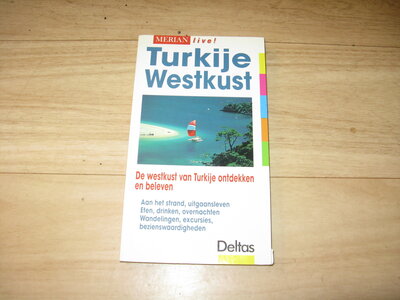 MERIAN live!
Turkije
Westkust
De westkust van Turkije ontdekken
en beleven
Aan het strand, uitgaansleven
Eten, drinken, overnachten
Wandelingen, excursies,
bezienswaardigheden
Deltas